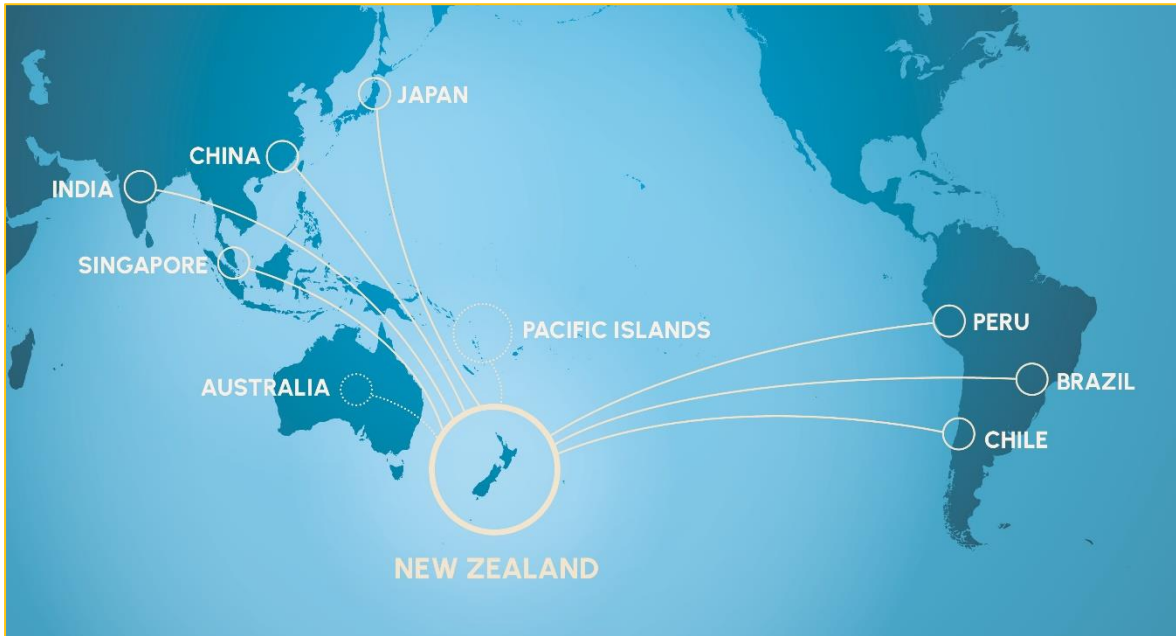 JAPAN
CHINA
INDIA
SINGAPORE
PACIFIC ISLANDS
PERU
AUSTRALIA
BRAZIL
CHILE
NEW ZEALAND